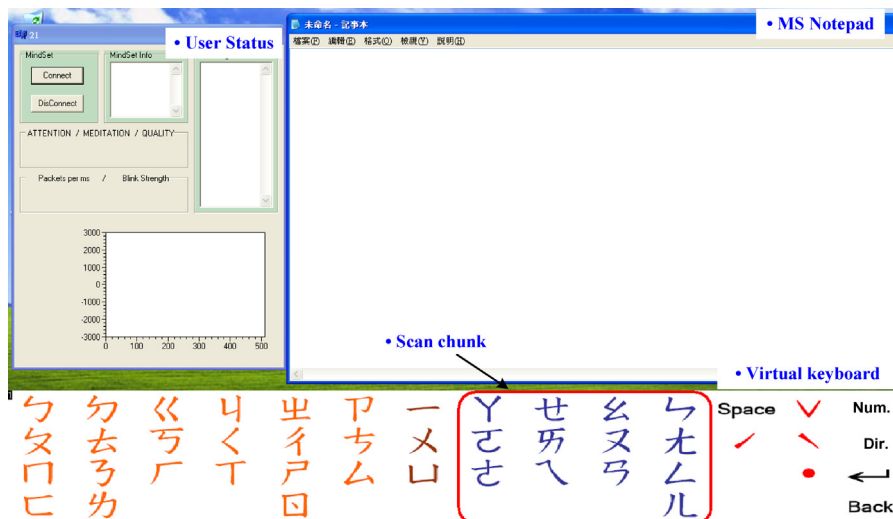 21
• User Status
MindSet
Connect
DisConnect
MindSet Info
ATTENTION / MEDITATION / QUALITY
Packets per ms / Blink Strength
3000
2000
1000
0
-1000
-2000
-3000
0 100 200 300 400 500
未命名 - 記事本
• MS Notepad
檔案(F) 編輯(E) 格式(O) 檢視(V) 說明(H)
• Scan chunk
• Virtual keyboard
ㄅ ㄉ ㄍ ㄐ ㄓ ㄗ ㄧ ㄚ ㄝ ㄠ ㄣ Space ˇ Num.
ㄆ ㄊ ㄎ ㄑ ㄔ ㄘ ㄨ ㄛ ㄞ ㄡ ㄤ ˊ ˋ Dir.
ㄇ ㄋ ㄏ ㄒ ㄕ ㄙ ㄩ ㄜ ㄟ ㄢ ㄥ ˙ ←
ㄈ ㄌ ㄖ ㄦ Back